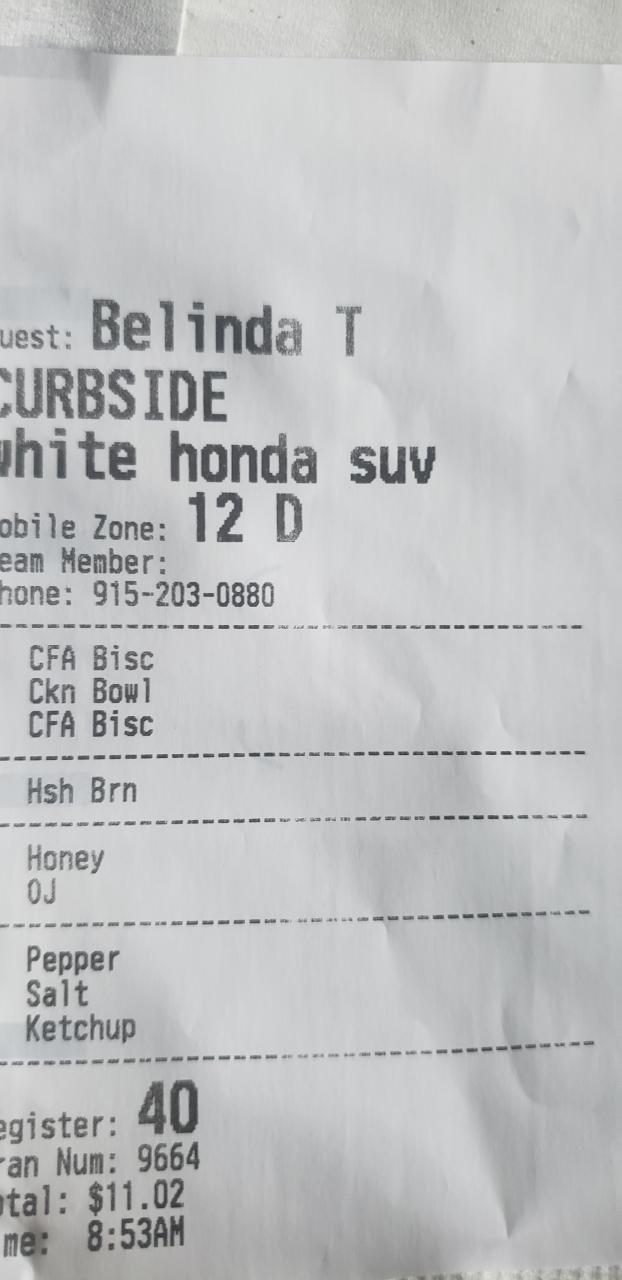 uest: Belinda T
CURBSIDE
white honda suv
obile Zone: 12 D
eam Member:
hone: 915-203-0880
CFA Bisc
Ckn Bowl
CFA Bisc
Hsh Brn
Honey
OJ
Pepper
Salt
Ketchup
egister: 40
ran Num: 9664
otal: $11.02
me: 8:53AM